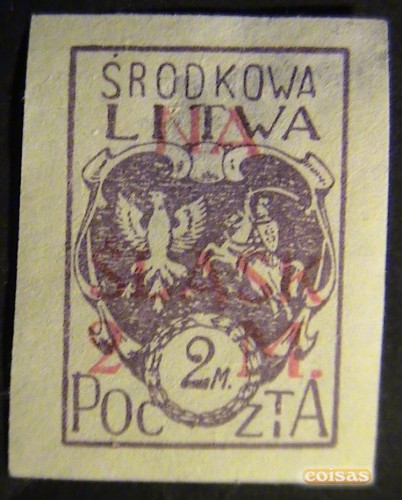 ŚRODKOWA
LITWA
NA
ŚLĄSK
2 M.
2 M.
POCZTA
coisas